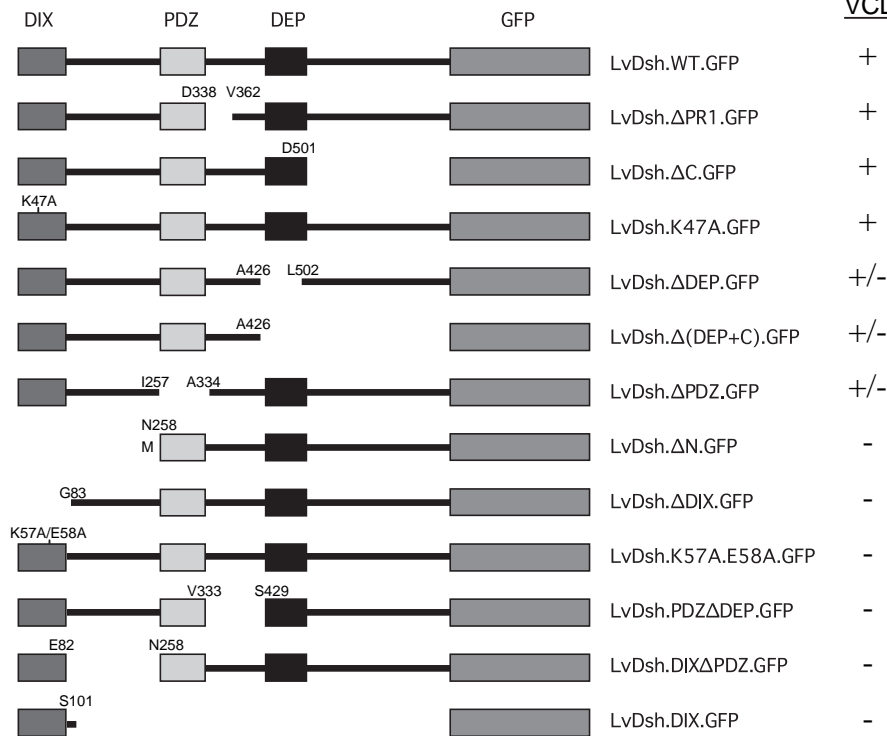 DIX PDZ DEP GFP VCL
LvDsh.WT.GFP +
D338 V362
LvDsh.ΔPR1.GFP +
D501
LvDsh.ΔC.GFP +
K47A
LvDsh.K47A.GFP +
A426 L502
LvDsh.ΔDEP.GFP +/-
A426
LvDsh.Δ(DEP+C).GFP +/-
I257 A334
LvDsh.ΔPDZ.GFP +/-
N258
M LvDsh.ΔN.GFP -
G83
LvDsh.ΔDIX.GFP -
K57A/E58A
LvDsh.K57A.E58A.GFP -
V333 S429
LvDsh.PDZΔDEP.GFP -
E82 N258
LvDsh.DIXΔPDZ.GFP -
S101
LvDsh.DIX.GFP -